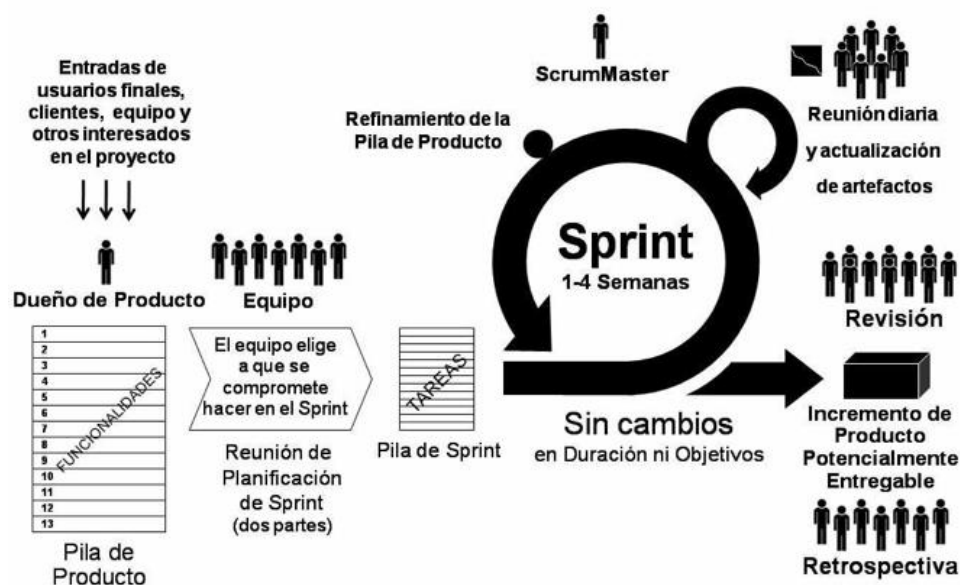 Entradas de
usuarios finales,
clientes, equipo y
otros interesados
en el proyecto
Dueño de Producto
1
2
3
4
5
6
7
8
9
10
11
12
13
FUNCIONALIDADES
Pila de
Producto
Equipo
El equipo elige
a que se
compromete
hacer en el Sprint
Reunión de
Planificación
de Sprint
(dos partes)
TAREAS
Pila de Sprint
ScrumMaster
Refinamiento de la
Pila de Producto
Sprint
1-4 Semanas
Sin cambios
en Duración ni Objetivos
Reunión diaria
y actualización
de artefactos
Revisión
Incremento de
Producto
Potencialmente
Entregable
Retrospectiva